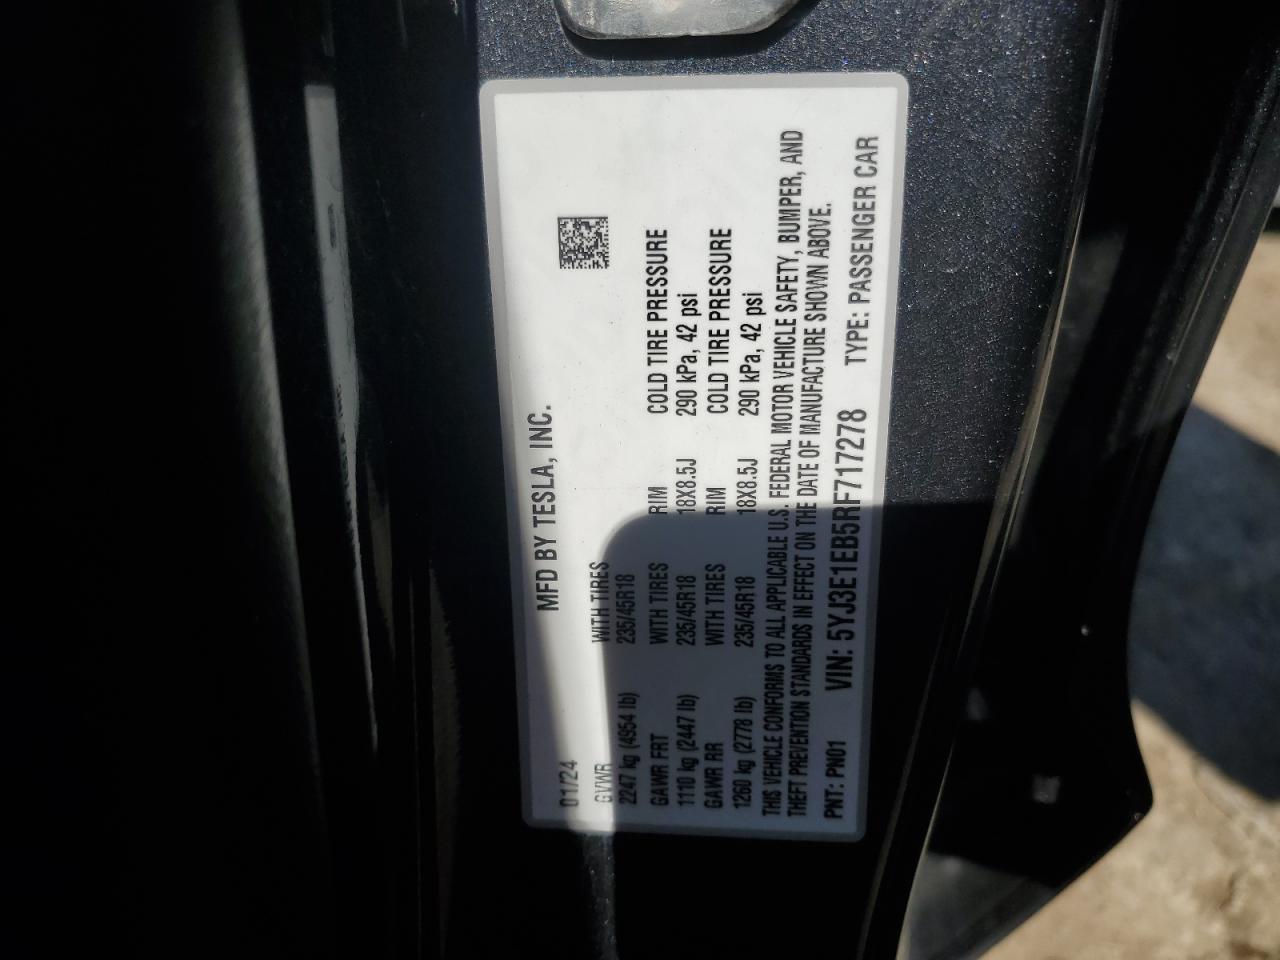 MFD BY TESLA, INC.
01/24
GVWR WITH TIRES RIM COLD TIRE PRESSURE
2247 kg (4954 lb) 235/45R18 18X8.5J 290 kPa, 42 psi
GAWR FRT WITH TIRES RIM COLD TIRE PRESSURE
1110 kg (2447 lb) 235/45R18 18X8.5J 290 kPa, 42 psi
GAWR RR WITH TIRES
1260 kg (2778 lb) 235/45R18
THIS VEHICLE CONFORMS TO ALL APPLICABLE U.S. FEDERAL MOTOR VEHICLE SAFETY, BUMPER, AND
THEFT PREVENTION STANDARDS IN EFFECT ON THE DATE OF MANUFACTURE SHOWN ABOVE.
PNT: PN01 VIN: 5YJ3E1EB5RF717278 TYPE: PASSENGER CAR